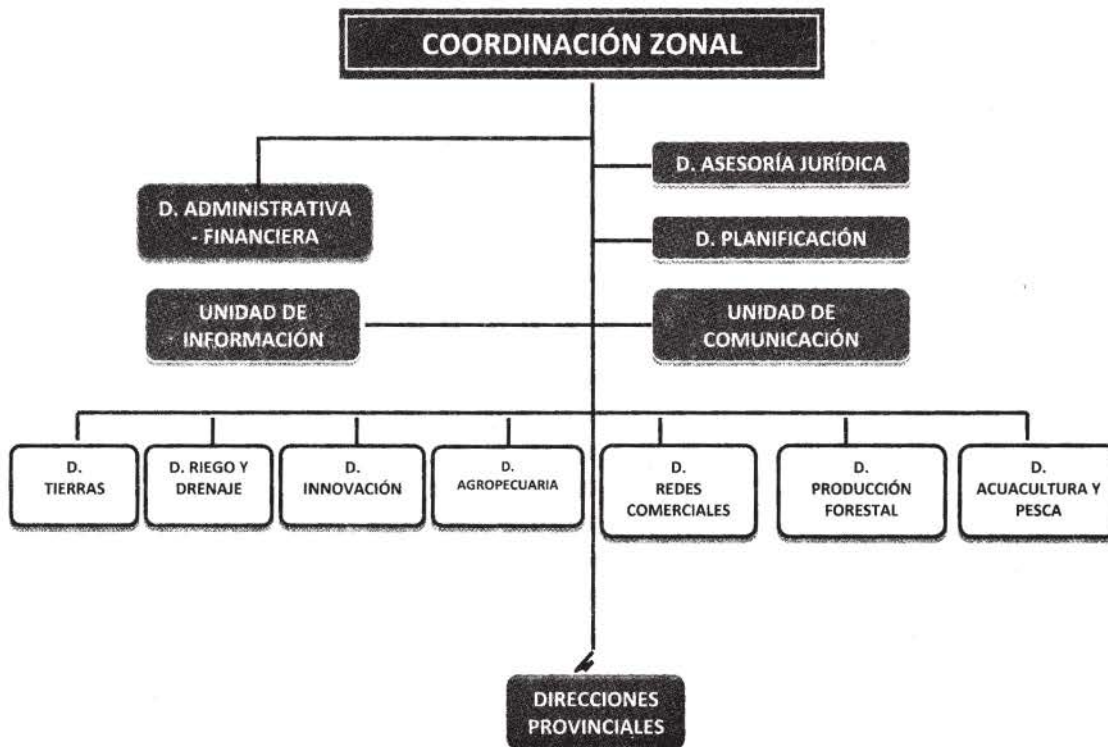 COORDINACIÓN ZONAL
D. ASESORÍA JURÍDICA
D. ADMINISTRATIVA
- FINANCIERA
D. PLANIFICACIÓN
UNIDAD DE
INFORMACIÓN
UNIDAD DE
COMUNICACIÓN
D.
TIERRAS
D. RIEGO Y
DRENAJE
D.
INNOVACIÓN
D.
AGROPECUARIA
D.
REDES
COMERCIALES
D.
PRODUCCIÓN
FORESTAL
D.
ACUACULTURA Y
PESCA
DIRECCIONES
PROVINCIALES